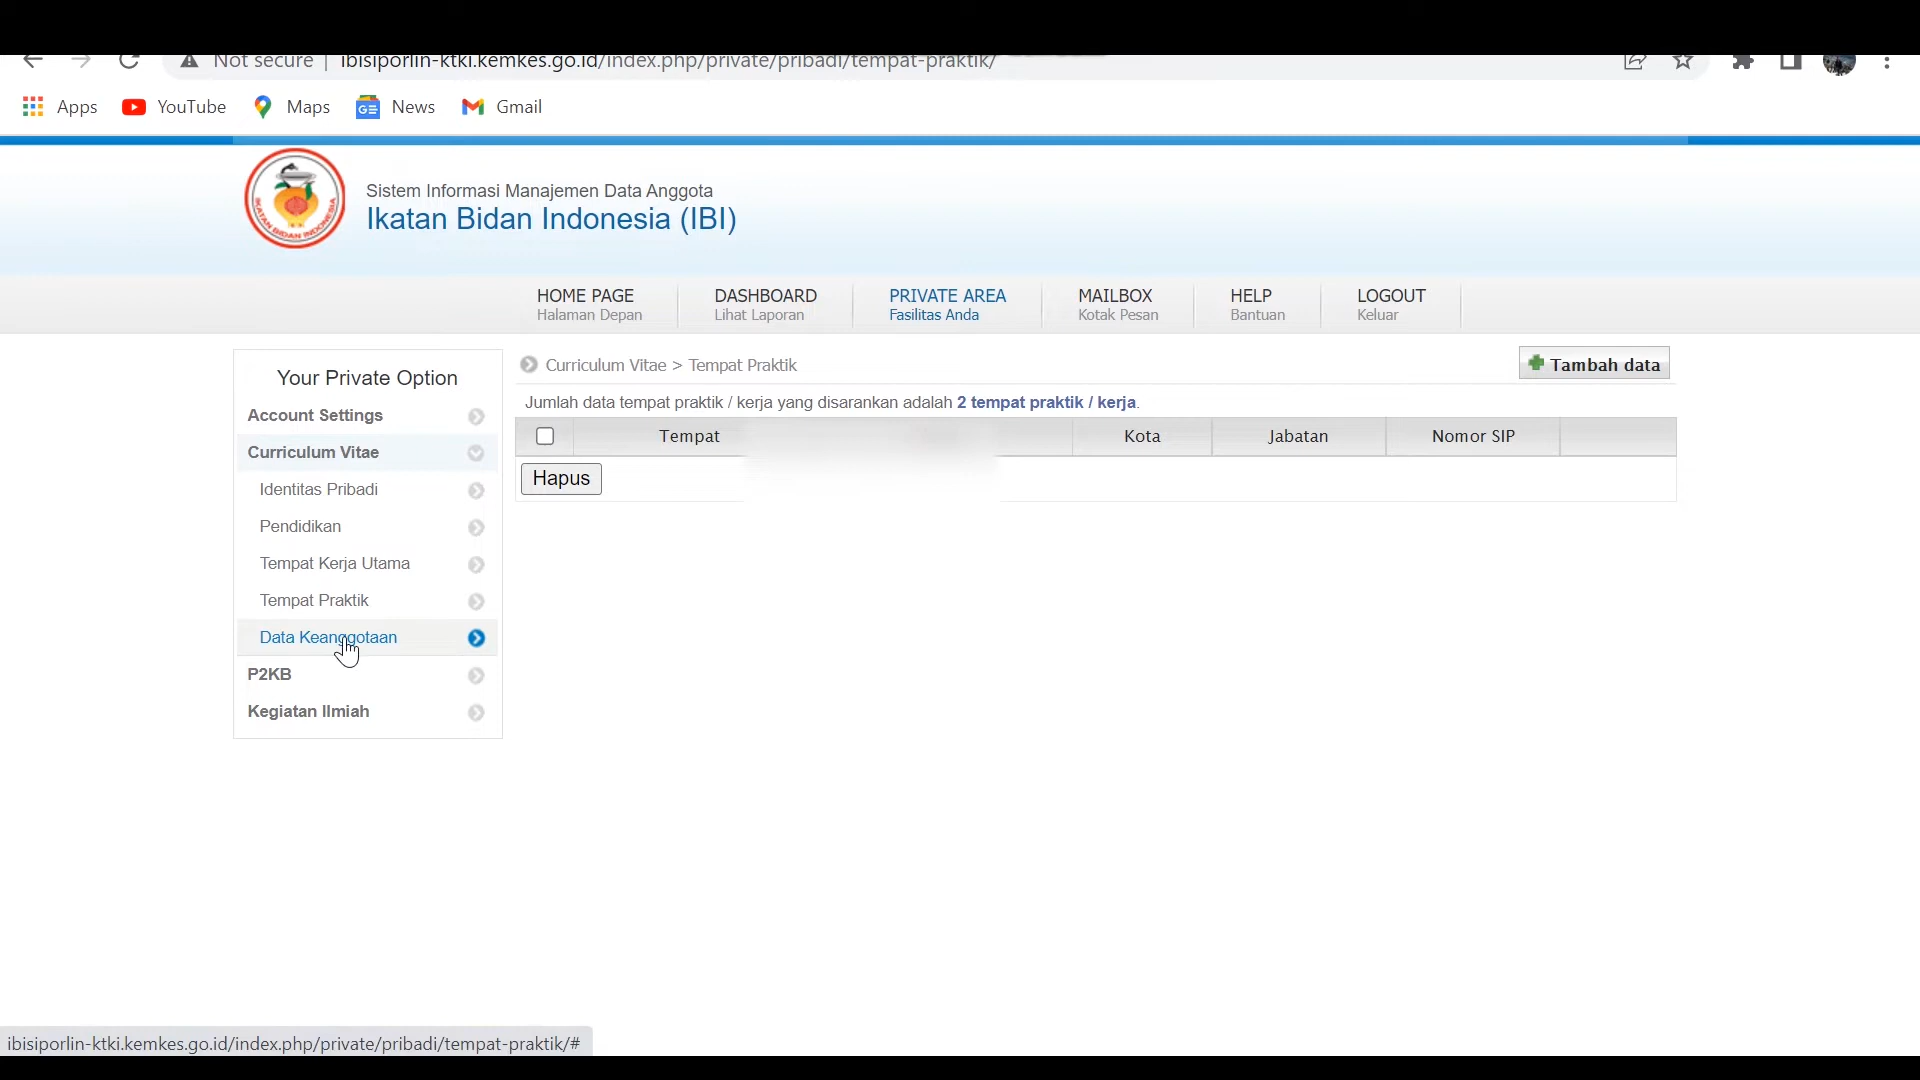 Not secure | ibisiporlin-ktki.kemkes.go.id/index.php/private/pribadi/tempat-praktik/
Apps YouTube Maps News Gmail
IKATAN BIDAN INDONESIA
Sistem Informasi Manajemen Data Anggota
Ikatan Bidan Indonesia (IBI)
HOME PAGE DASHBOARD PRIVATE AREA MAILBOX HELP LOGOUT
Halaman Depan Lihat Laporan Fasilitas Anda Kotak Pesan Bantuan Keluar
Your Private Option
Account Settings
Curriculum Vitae
Identitas Pribadi
Pendidikan
Tempat Kerja Utama
Tempat Praktik
Data Keanggotaan
P2KB
Kegiatan Ilmiah
Curriculum Vitae > Tempat Praktik
Tambah data
Jumlah data tempat praktik / kerja yang disarankan adalah 2 tempat praktik / kerja.
Tempat Kota Jabatan Nomor SIP
Hapus
ibisiporlin-ktki.kemkes.go.id/index.php/private/pribadi/tempat-praktik/#